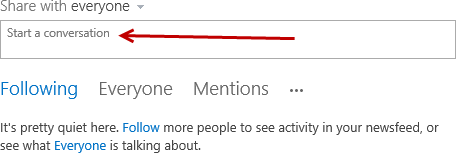 Share with everyone
Start a conversation
Following Everyone Mentions ...
It's pretty quiet here. Follow more people to see activity in your newsfeed, or
see what Everyone is talking about.